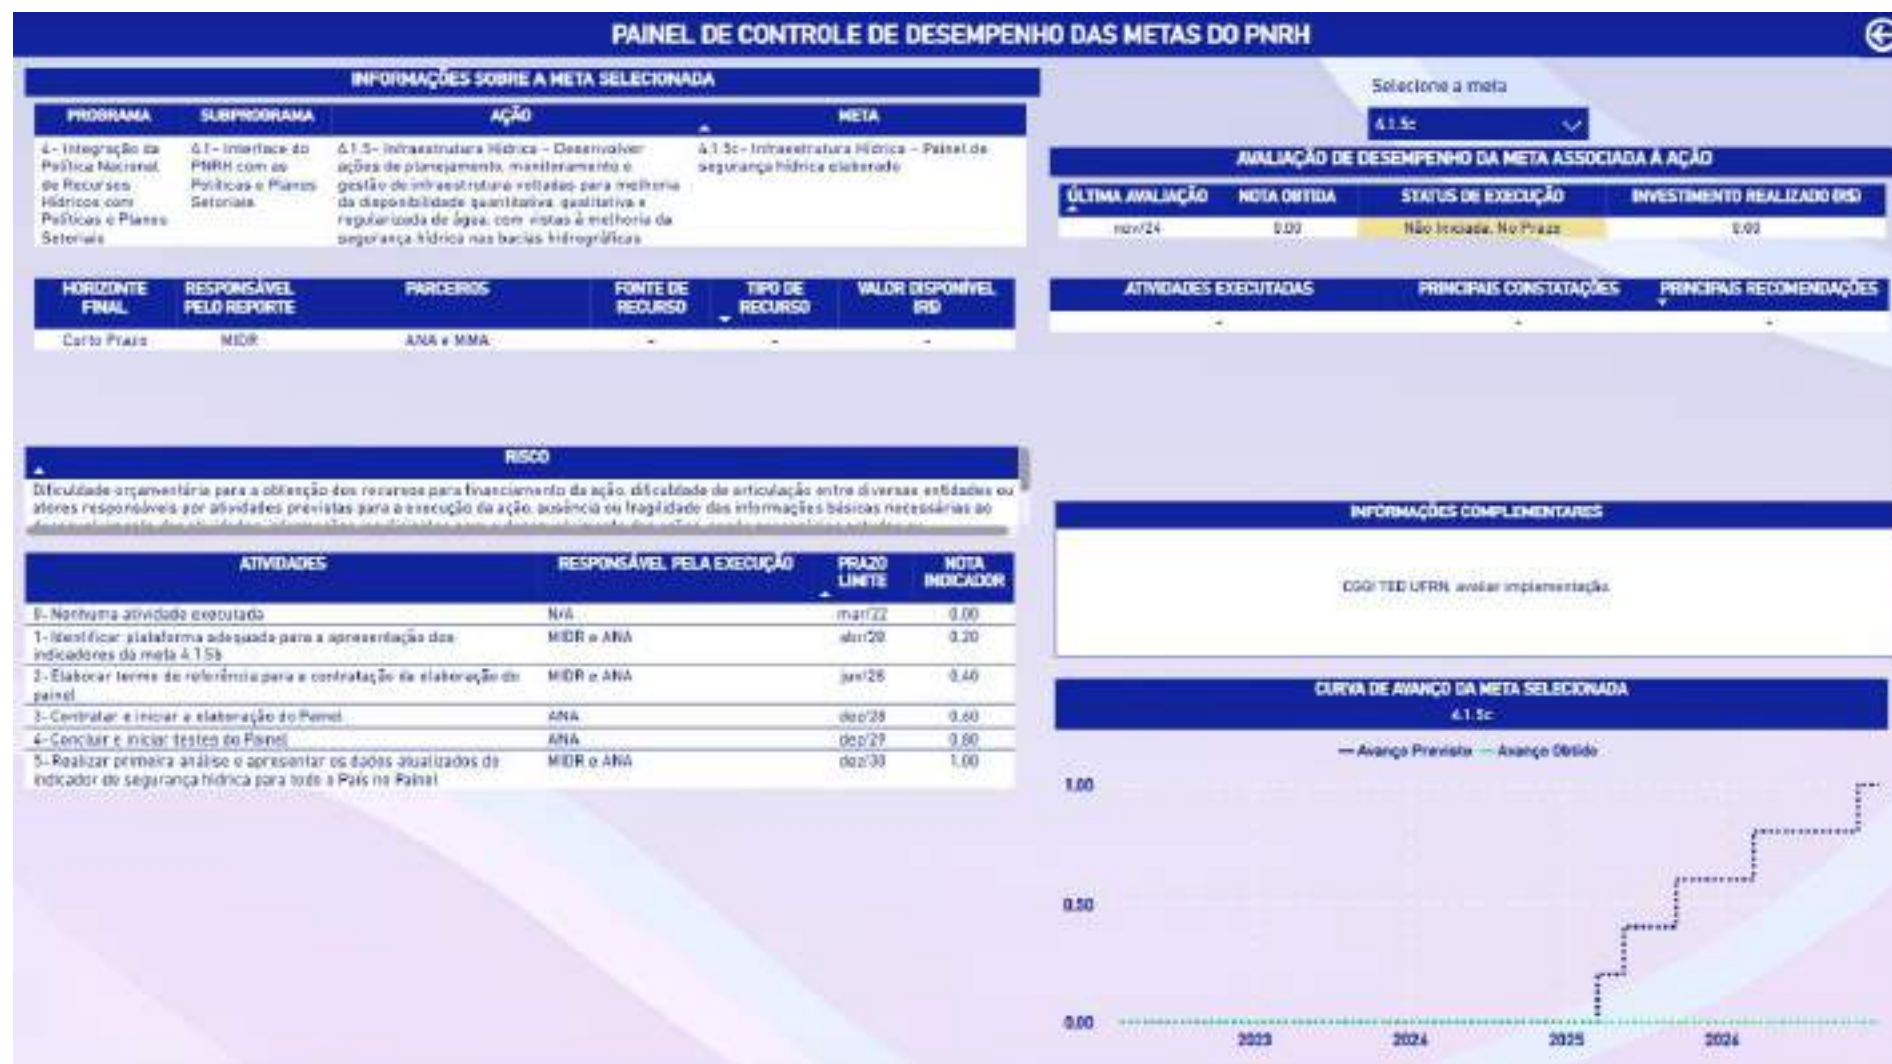 PAINEL DE CONTROLE DE DESEMPENHO DAS METAS DO PNRH
INFORMAÇÕES SOBRE A META SELECIONADA
PROGRAMA SUBPROGRAMA AÇÃO META
4- Integração da Política Nacional de Recursos Hídricos com Políticas e Planos Setoriais
4.1- Interface do PNRH com as Políticas e Planos Setoriais
4.1.5- Infraestrutura Hídrica – Desenvolver
ações de planejamento, monitoramento e
gestão de infraestrutura voltadas para melhoria
da disponibilidade quantitativa, qualitativa e
regularizada de água, com vistas à melhoria da
segurança hídrica nas bacias hidrográficas
4.1.5c- Infraestrutura Hídrica – Painel de
segurança hídrica elaborado
HORIZONTE FINAL RESPONSÁVEL PELO REPORTE PARCEIROS FONTE DE RECURSO TIPO DE RECURSO VALOR DISPONÍVEL (R$)
Curto Prazo MIDR ANA e MMA - - -
RISCO
Dificuldade orçamentária para a obtenção dos recursos para financiamento da ação, dificuldade de articulação entre diversas entidades ou
atores responsáveis por atividades previstas para a execução da ação, ausência ou fragilidade das informações básicas necessárias ao
ATIVIDADES RESPONSÁVEL PELA EXECUÇÃO PRAZO LIMITE NOTA INDICADOR
0- Nenhuma atividade executada N/A mar/22 0.00
1- Identificar plataforma adequada para a apresentação dos MIDR e ANA 0.20
indicadores da meta 4.1.5b
2- Elaborar termo de referência para a contratação da elaboração do MIDR e ANA 0.40
painel
3- Contratar e iniciar a elaboração do Painel ANA 0.60
4- Concluir e iniciar testes do Painel ANA 0.80
5- Realizar primeira análise e apresentar os dados atualizados do MIDR e ANA 1.00
indicador de segurança hídrica para todo o País no Painel
Selecione a meta
4.1.5c
AVALIAÇÃO DE DESEMPENHO DA META ASSOCIADA À AÇÃO
ÚLTIMA AVALIAÇÃO NOTA OBTIDA STATUS DE EXECUÇÃO INVESTIMENTO REALIZADO (R$)
nov/24 0.00 Não Iniciada, No Prazo 0.00
ATIVIDADES EXECUTADAS PRINCIPAIS CONSTATAÇÕES PRINCIPAIS RECOMENDAÇÕES
- - -
INFORMAÇÕES COMPLEMENTARES
TED UFRN, avaliar implementação.
CURVA DE AVANÇO DA META SELECIONADA
4.1.5c
Avanço Previsto Avanço Obtido
1.00
0.50
0.00
2023 2024 2025 2026